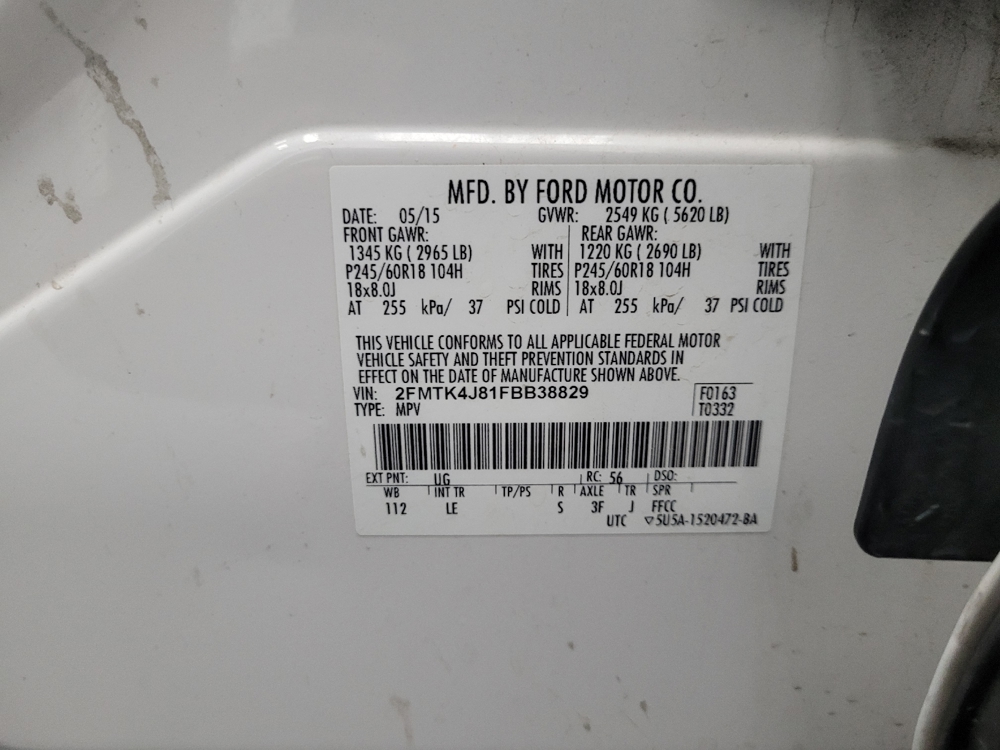 MFD. BY FORD MOTOR CO.
DATE: 05/15 GVWR: 2549 KG ( 5620 LB)
FRONT GAWR: REAR GAWR:
1345 KG ( 2965 LB) WITH 1220 KG ( 2690 LB) WITH
P245/60R18 104H TIRES P245/60R18 104H TIRES
18x8.0J RIMS 18x8.0J RIMS
AT 255 kPa/ 37 PSI COLD AT 255 kPa/ 37 PSI COLD
THIS VEHICLE CONFORMS TO ALL APPLICABLE FEDERAL MOTOR
VEHICLE SAFETY AND THEFT PREVENTION STANDARDS IN
EFFECT ON THE DATE OF MANUFACTURE SHOWN ABOVE.
VIN: 2FMTK4J81FBB38829 F0163
TYPE: MPV T0332
EXT PNT: UG RC: 56 DSO:
WB INT TR TP/PS R AXLE TR SPR
112 LE S 3F J FFCC
UTC ▽5U5A-1520472-BA